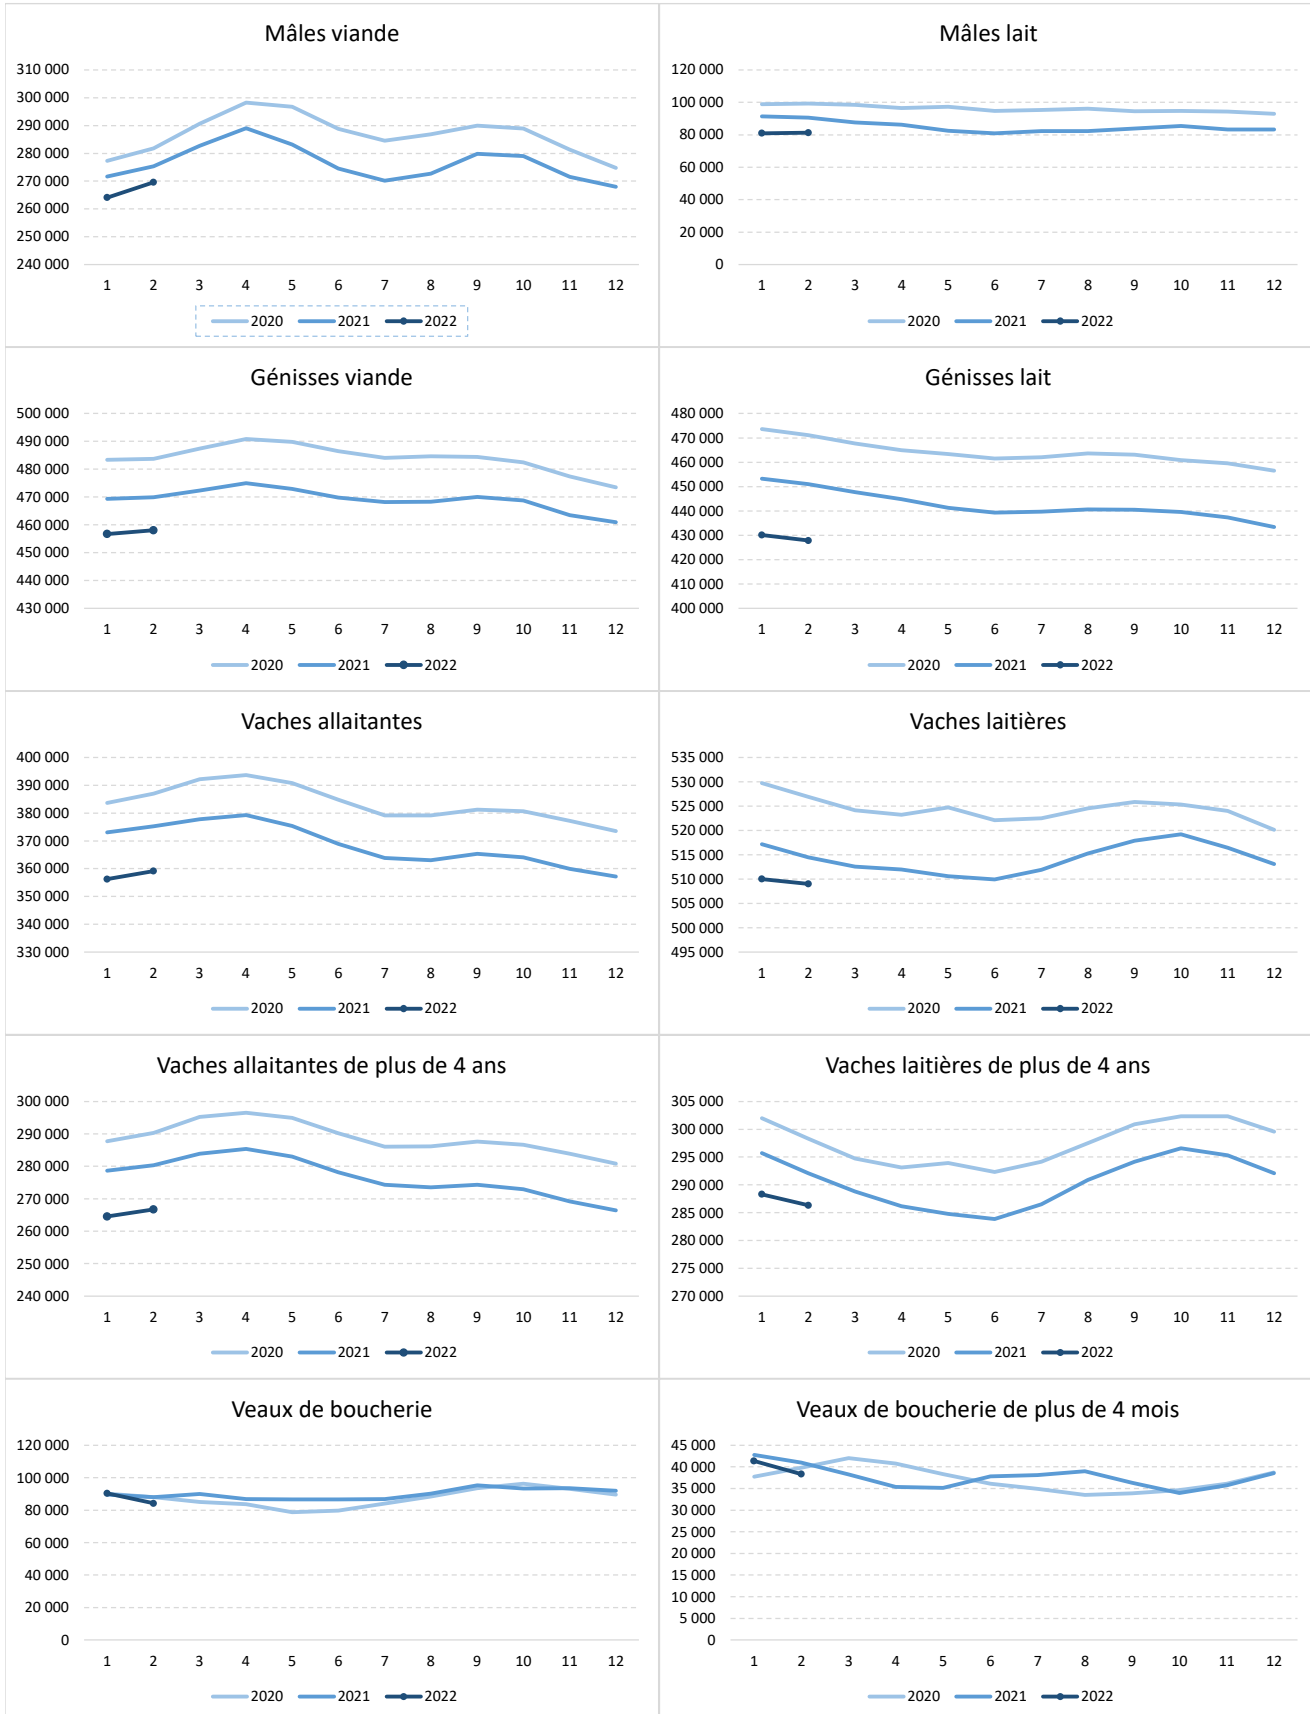 Mâles viande
310 000
300 000
290 000
280 000
270 000
260 000
250 000
240 000
1 2 3 4 5 6 7 8 9 10 11 12
2020 2021 2022
Mâles lait
120 000
100 000
80 000
60 000
40 000
20 000
0
1 2 3 4 5 6 7 8 9 10 11 12
2020 2021 2022
Génisses viande
500 000
490 000
480 000
470 000
460 000
450 000
440 000
430 000
1 2 3 4 5 6 7 8 9 10 11 12
2020 2021 2022
Génisses lait
480 000
470 000
460 000
450 000
440 000
430 000
420 000
410 000
400 000
1 2 3 4 5 6 7 8 9 10 11 12
2020 2021 2022
Vaches allaitantes
400 000
390 000
380 000
370 000
360 000
350 000
340 000
330 000
1 2 3 4 5 6 7 8 9 10 11 12
2020 2021 2022
Vaches laitières
535 000
530 000
525 000
520 000
515 000
510 000
505 000
500 000
495 000
1 2 3 4 5 6 7 8 9 10 11 12
2020 2021 2022
Vaches allaitantes de plus de 4 ans
300 000
290 000
280 000
270 000
260 000
250 000
240 000
1 2 3 4 5 6 7 8 9 10 11 12
2020 2021 2022
Vaches laitières de plus de 4 ans
305 000
300 000
295 000
290 000
285 000
280 000
275 000
270 000
1 2 3 4 5 6 7 8 9 10 11 12
2020 2021 2022
Veaux de boucherie
120 000
100 000
80 000
60 000
40 000
20 000
0
1 2 3 4 5 6 7 8 9 10 11 12
2020 2021 2022
Veaux de boucherie de plus de 4 mois
45 000
40 000
35 000
30 000
25 000
20 000
15 000
10 000
5 000
0
1 2 3 4 5 6 7 8 9 10 11 12
2020 2021 2022